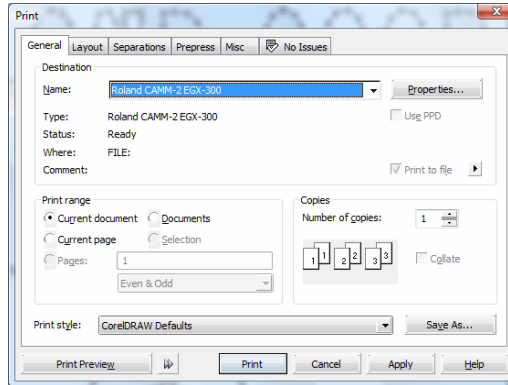 Print
General Layout Separations Prepress Misc No Issues
Destination
Name: Roland CAMM-2 EGX-300 Properties...
Type: Roland CAMM-2 EGX-300 Use PPD
Status: Ready
Where: FILE:
Comment: Print to file
Print range Copies
Current document Documents Number of copies: 1
Current page Selection
Pages: 1 1 1 2 2 3 3 Collate
Even & Odd
Print style: CorelDRAW Defaults Save As...
Print Preview Print Cancel Apply Help